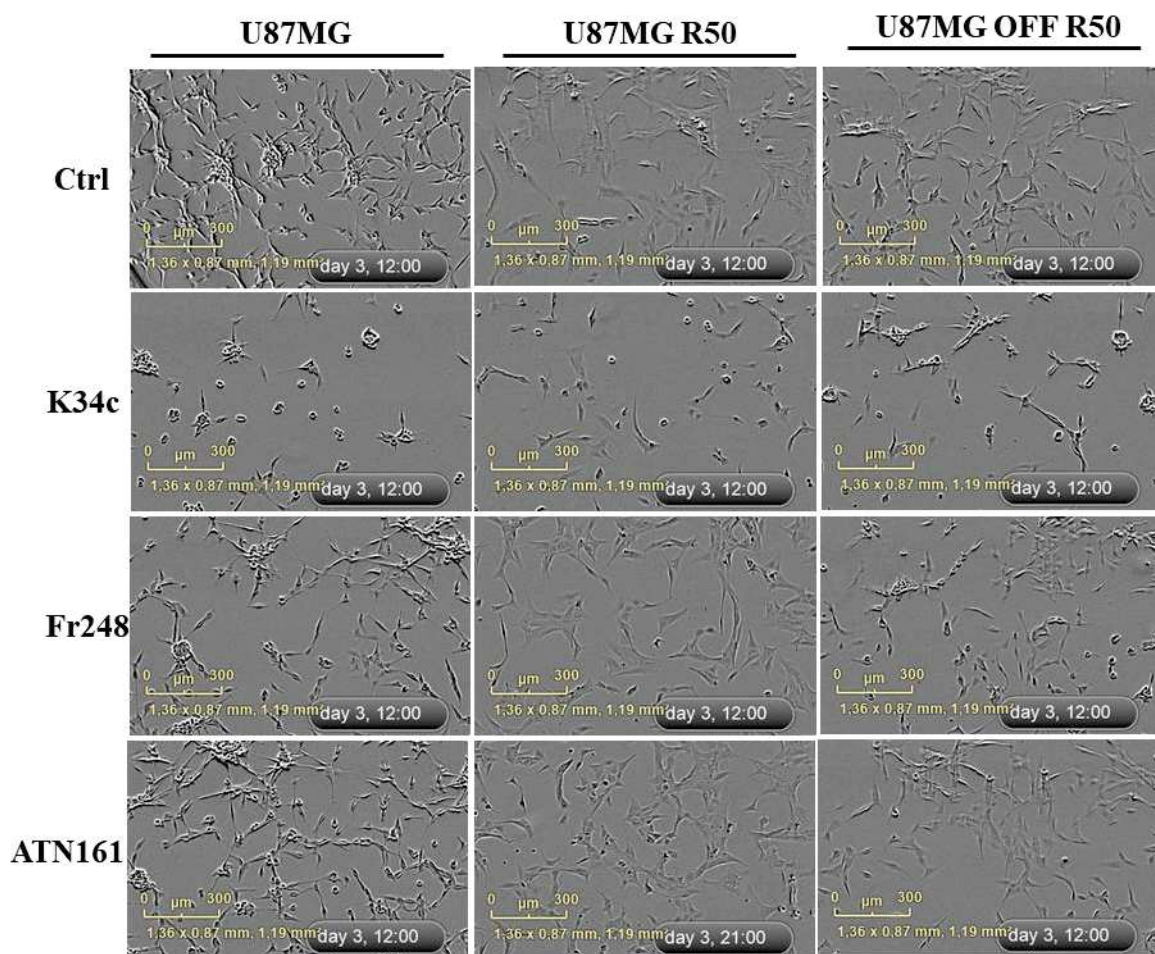 U87MG U87MG R50 U87MG OFF R50
Ctrl
0 µm 300 0 µm 300 0 µm 300
1,36 x 0,87 mm, 1,19 mm² day 3, 12:00 1,36 x 0,87 mm, 1,19 mm² day 3, 12:00 1,36 x 0,87 mm, 1,19 mm² day 3, 12:00
K34c
0 µm 300 0 µm 300 0 µm 300
1,36 x 0,87 mm, 1,19 mm² day 3, 12:00 1,36 x 0,87 mm, 1,19 mm² day 3, 12:00 1,36 x 0,87 mm, 1,19 mm² day 3, 12:00
Fr248
0 µm 300 0 µm 300 0 µm 300
1,36 x 0,87 mm, 1,19 mm² day 3, 12:00 1,36 x 0,87 mm, 1,19 mm² day 3, 12:00 1,36 x 0,87 mm, 1,19 mm² day 3, 12:00
ATN161
0 µm 300 0 µm 300 0 µm 300
1,36 x 0,87 mm, 1,19 mm² day 3, 12:00 1,36 x 0,87 mm, 1,19 mm² day 3, 21:00 1,36 x 0,87 mm, 1,19 mm² day 3, 12:00